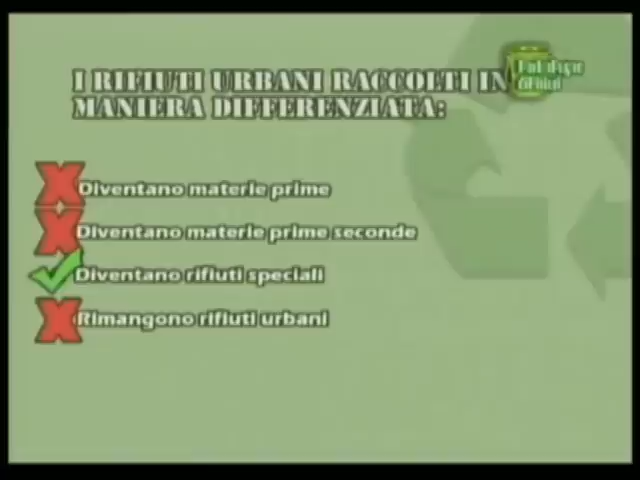 I RIFIUTI URBANI RACCOLTI IN
MANIERA DIFFERENZIATA:
Diventano materie prime
Diventano materie prime seconde
Diventano rifiuti speciali
Rimangono rifiuti urbani